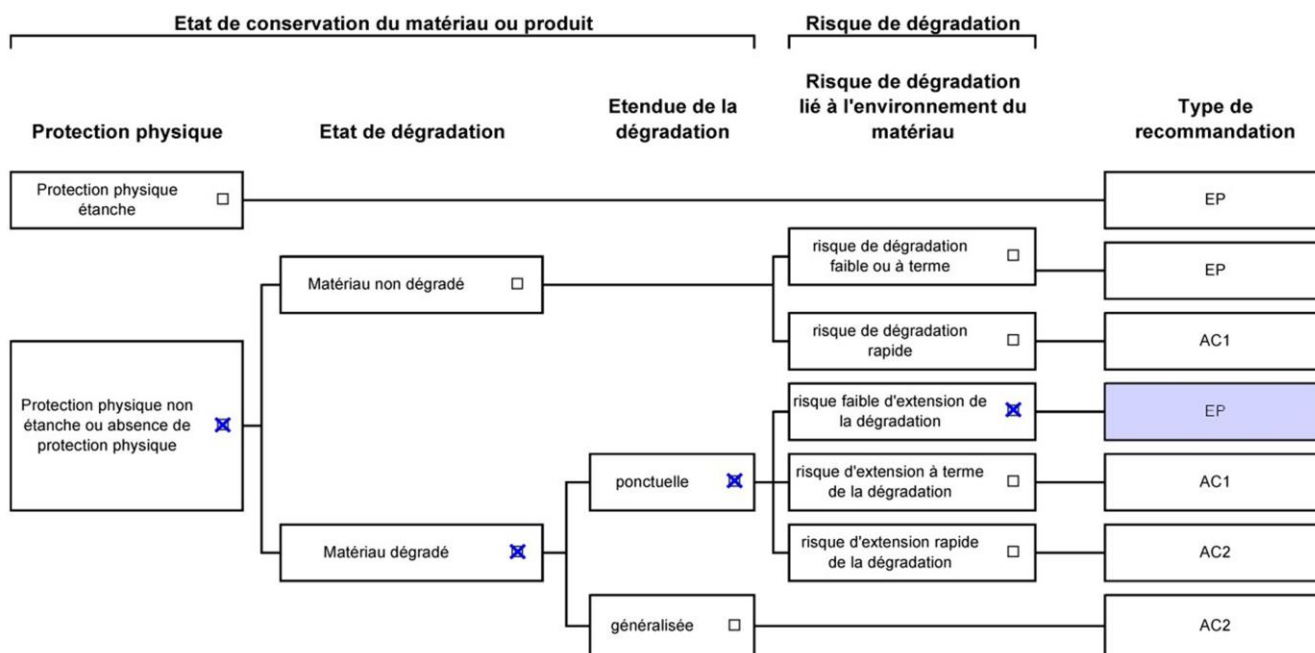 Etat de conservation du matériau ou produit
Risque de dégradation
Protection physique
Etat de dégradation
Etendue de la
dégradation
Risque de dégradation
lié à l'environnement du
matériau
Type de
recommandation
Protection physique
étanche
EP
Matériau non dégradé
risque de dégradation
faible ou à terme
EP
risque de dégradation
rapide
AC1
Protection physique non
étanche ou absence de
protection physique
risque faible d'extension de
la dégradation
EP
ponctuelle
risque d'extension à terme
de la dégradation
AC1
Matériau dégradé
risque d'extension rapide
de la dégradation
AC2
généralisée
AC2